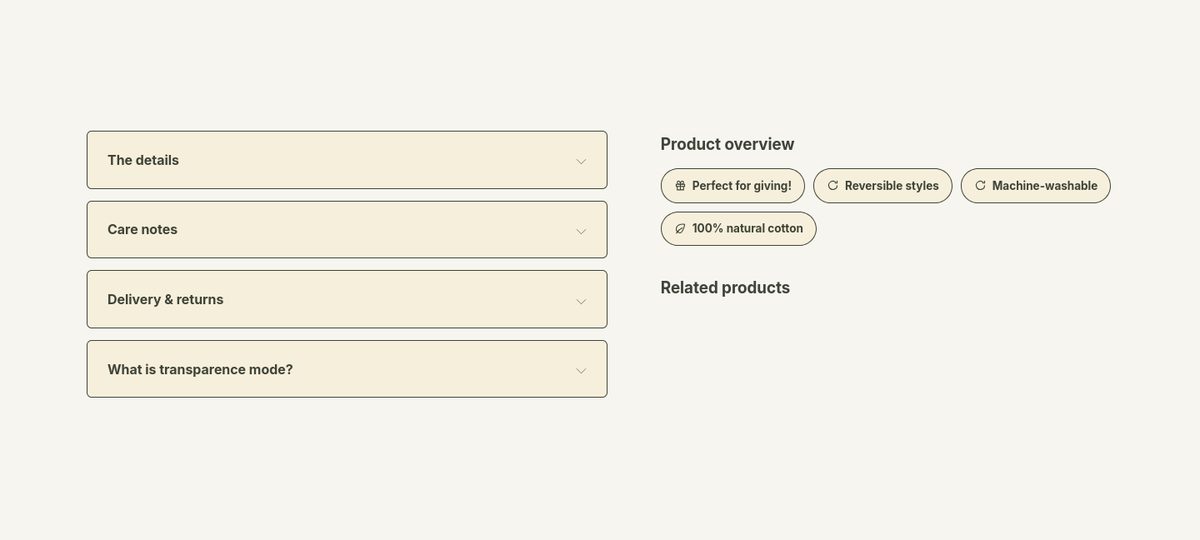 The details
Care notes
Delivery & returns
What is transparence mode?
Product overview
Perfect for giving!
Reversible styles
Machine-washable
100% natural cotton
Related products